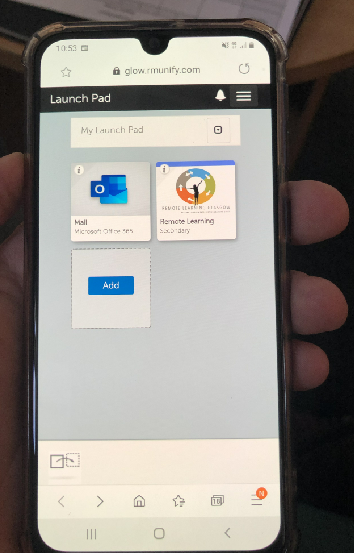 10:53
glow.rmunify.com
Launch Pad
My Launch Pad
Mail
Microsoft Office 365
Remote Learning
Secondary
Add
N